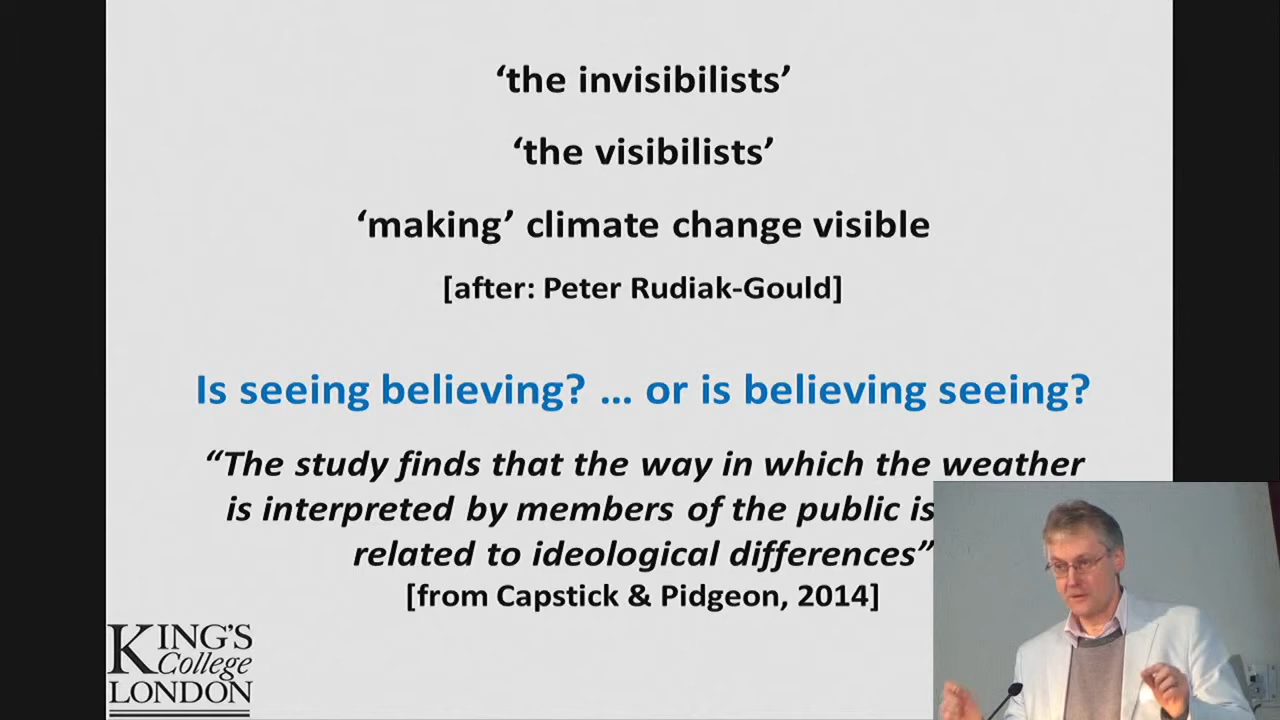 ‘the invisibilists’
‘the visibilists’
‘making’ climate change visible
[after: Peter Rudiak-Gould]
Is seeing believing? … or is believing seeing?
“The study finds that the way in which the weather
is interpreted by members of the public is
related to ideological differences”
[from Capstick & Pidgeon, 2014]
KING'S
College
LONDON